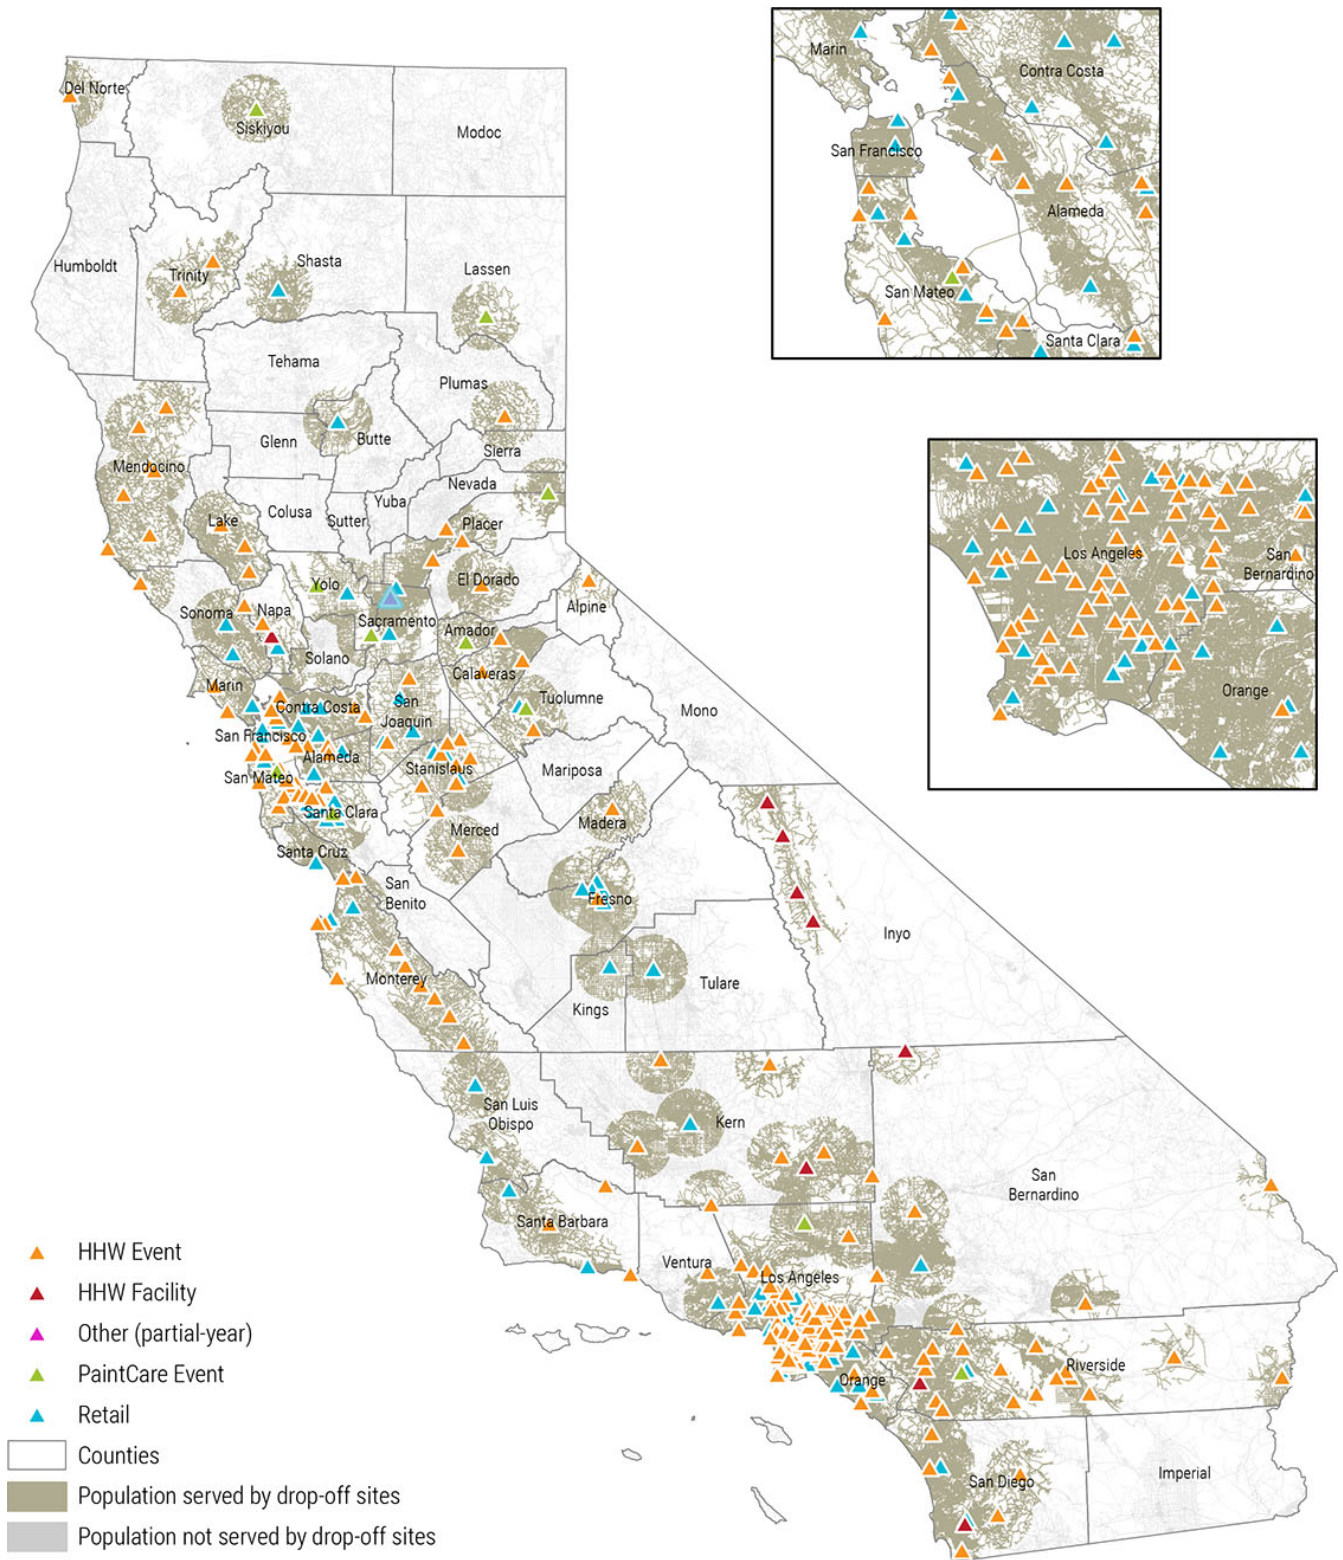 Marin
Contra Costa
San Francisco
Alameda
San Mateo
Santa Clara
Del Norte
Siskiyou
Modoc
Humboldt
Trinity
Shasta
Lassen
Tehama
Plumas
Glenn
Butte
Sierra
Mendocino
Nevada
Lake
Colusa
Sutter
Yuba
Placer
Yolo
El Dorado
Sonoma
Napa
Sacramento
Alpine
Amador
Solano
Calaveras
Marin
Contra Costa
San
Joaquin
Tuolumne
Mono
San Francisco
Alameda
San Mateo
Stanislaus
Mariposa
Santa Clara
Merced
Madera
Santa Cruz
San
Benito
Fresno
Inyo
Monterey
Tulare
Kings
San Luis
Obispo
Kern
San
Bernardino
Santa Barbara
Ventura
Los Angeles
Orange
Riverside
San Diego
Imperial
Los Angeles
San
Bernardino
Orange
HHW Event
HHW Facility
Other (partial-year)
PaintCare Event
Retail
Counties
Population served by drop-off sites
Population not served by drop-off sites